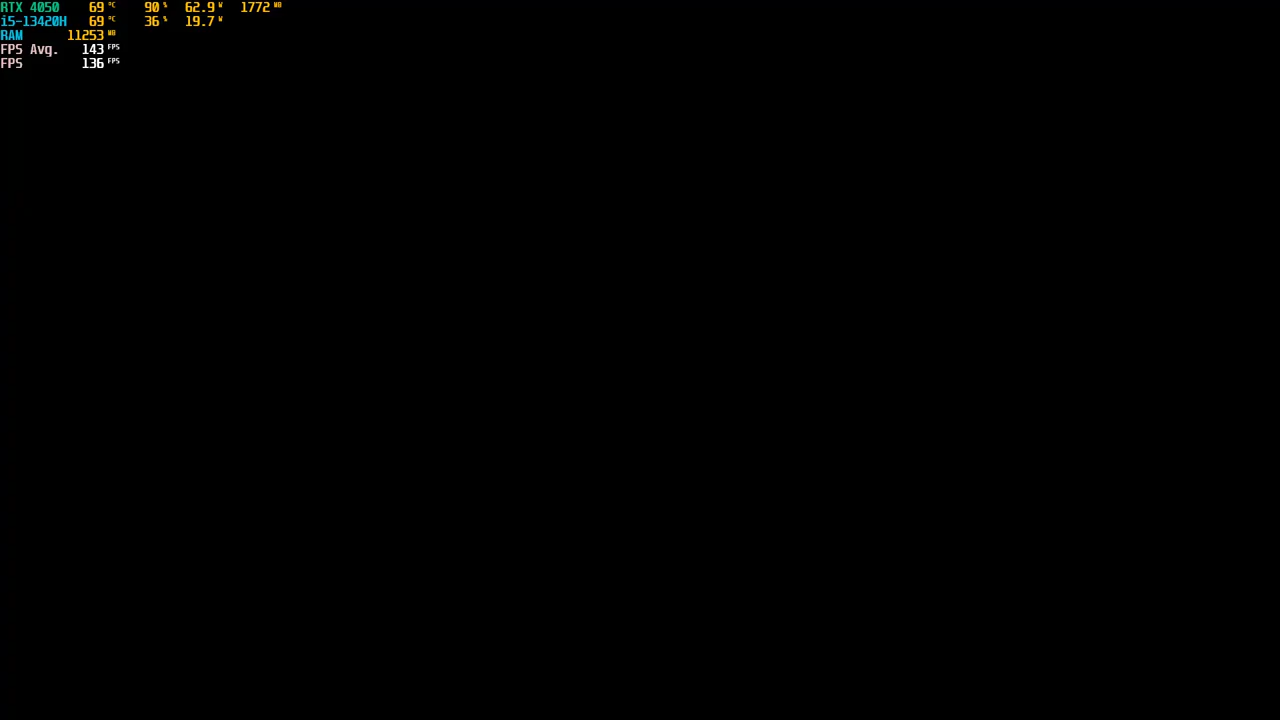 RTX 4050 69 °C 90 % 62.9 W 1772 MB
i5-13420H 69 °C 36 % 19.7 W
RAM 11253 MB
FPS Avg. 143 FPS
FPS 136 FPS